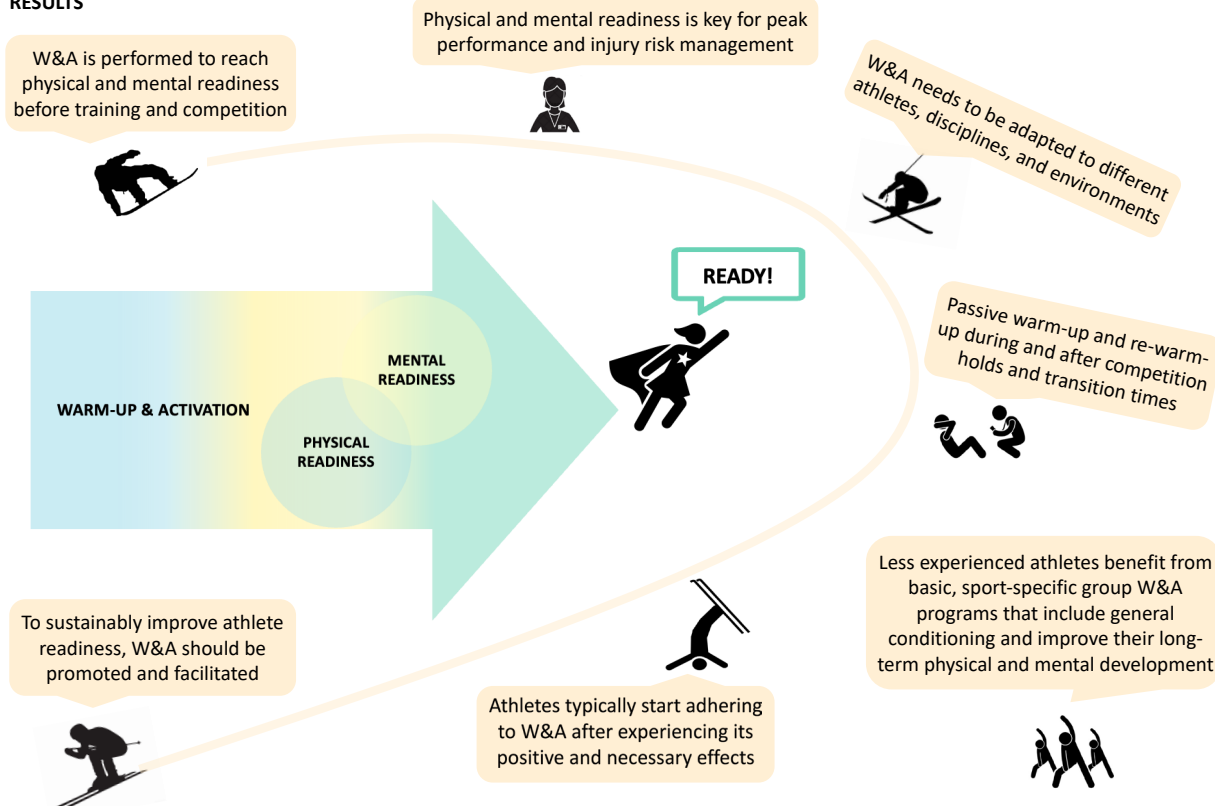 RESULTS
W&A is performed to reach
physical and mental readiness
before training and competition
Physical and mental readiness is key for peak
performance and injury risk management
W&A needs to be adapted to different
athletes, disciplines, and environments
READY!
WARM-UP & ACTIVATION
MENTAL
READINESS
PHYSICAL
READINESS
Passive warm-up and re-warm-
up during and after competition
holds and transition times
Less experienced athletes benefit from
basic, sport-specific group W&A
programs that include general
conditioning and improve their long-
term physical and mental development
Athletes typically start adhering
to W&A after experiencing its
positive and necessary effects
To sustainably improve athlete
readiness, W&A should be
promoted and facilitated